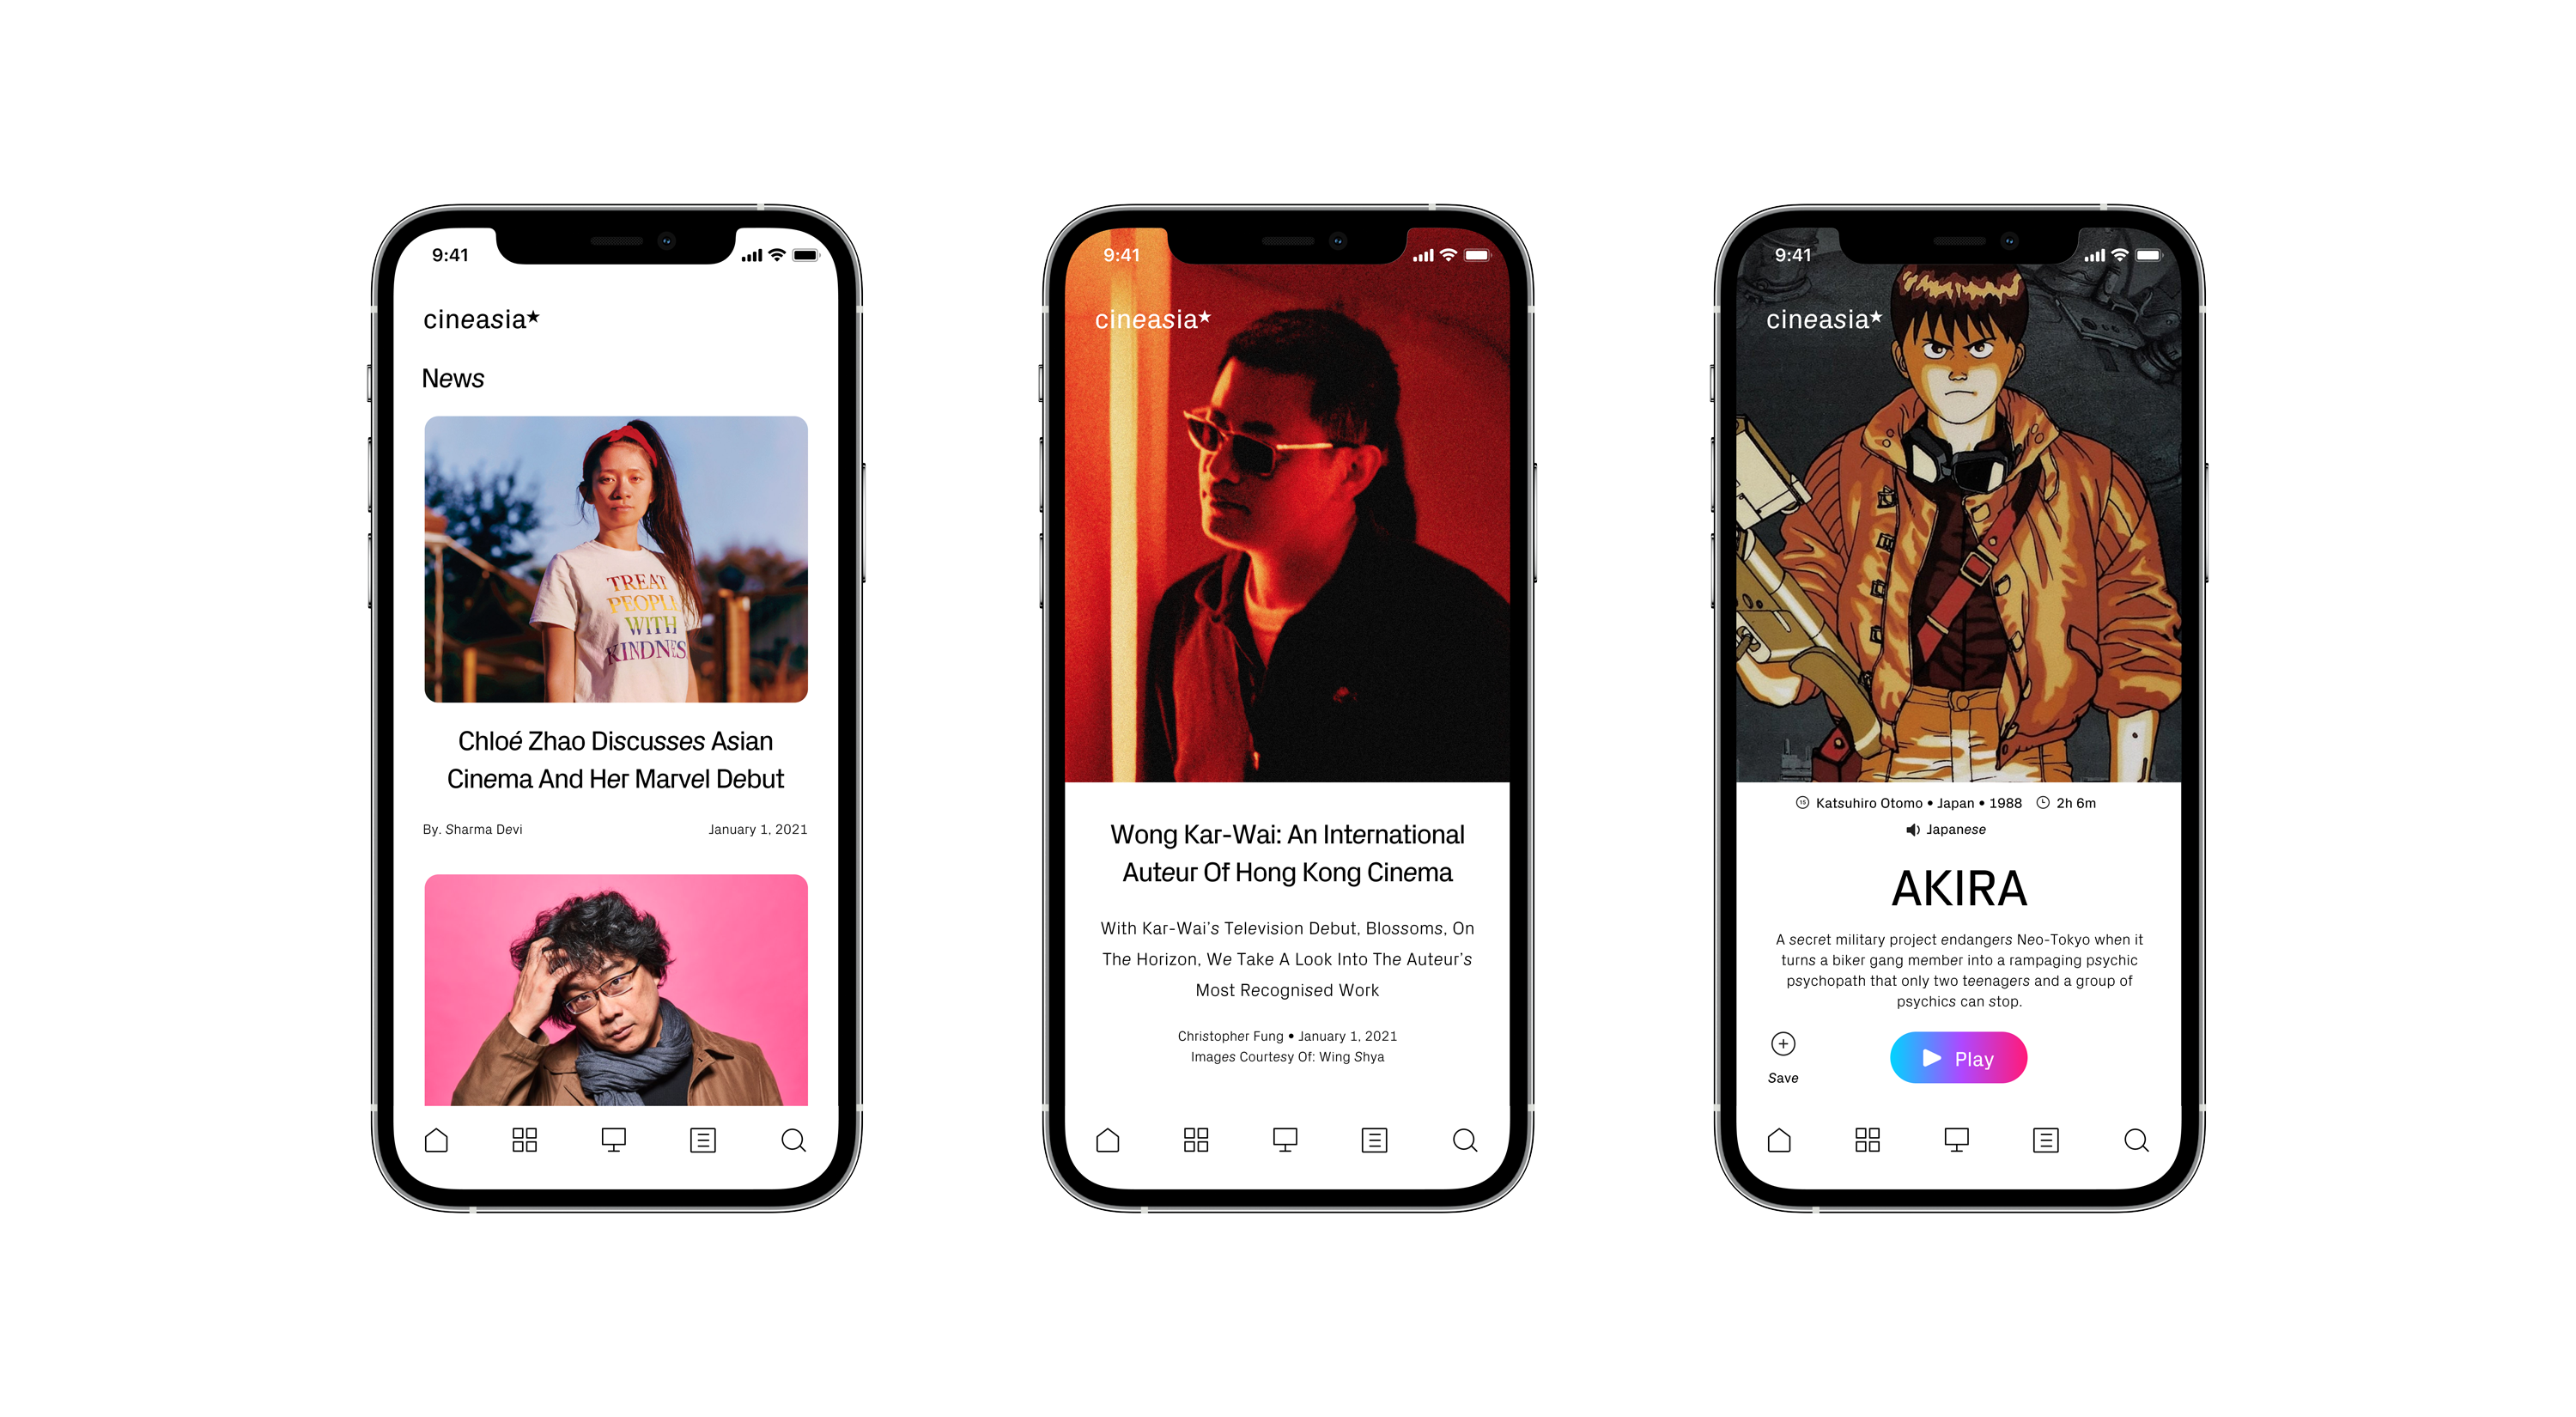 9:41
cineasia★
News
TREAT
PEOPLE
WITH
KINDNES
Chloé Zhao Discusses Asian
Cinema And Her Marvel Debut
By. Sharma Devi
January 1, 2021
9:41
cineasia★
Wong Kar-Wai: An International
Auteur Of Hong Kong Cinema
With Kar-Wai's Television Debut, Blossoms, On
The Horizon, We Take A Look Into The Auteur's
Most Recognised Work
Christopher Fung • January 1, 2021
Images Courtesy Of: Wing Shya
9:41
cineasia★
15 Katsuhiro Otomo • Japan • 1988 2h 6m
Japanese
AKIRA
A secret military project endangers Neo-Tokyo when it
turns a biker gang member into a rampaging psychic
psychopath that only two teenagers and a group of
psychics can stop.
Save
Play